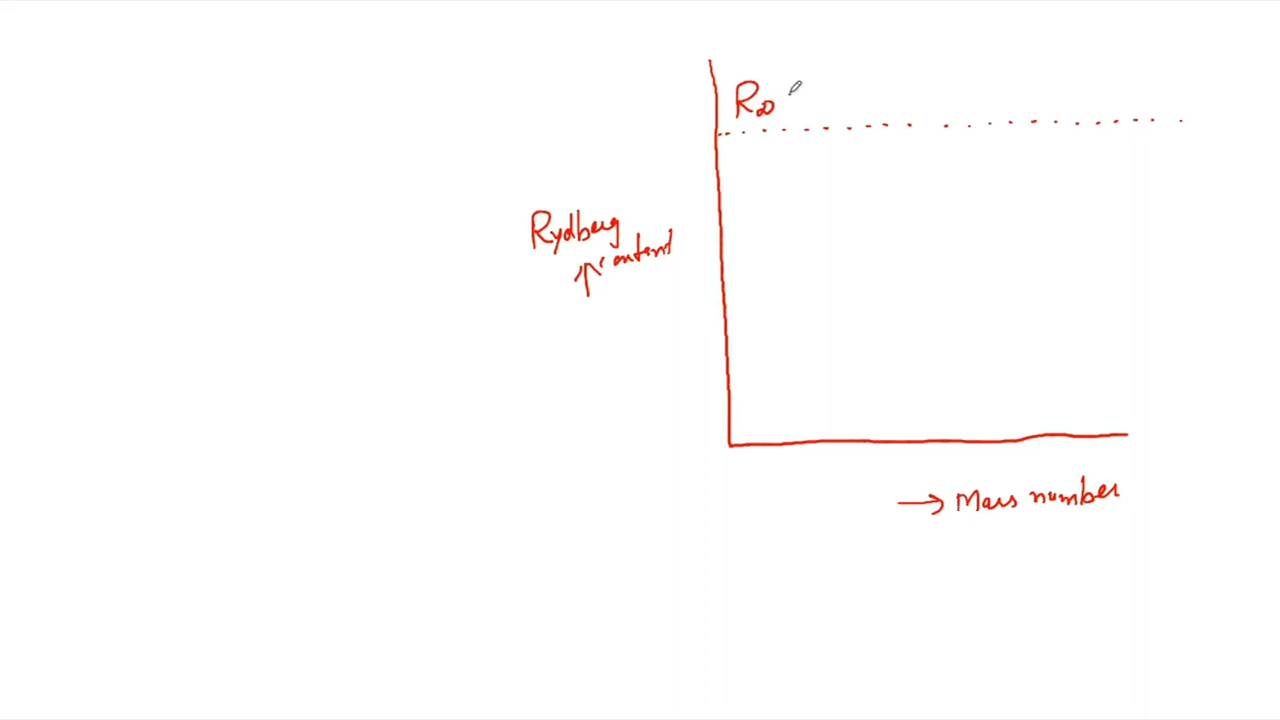 R∞
Rydberg
↑ constant
→ Mass number